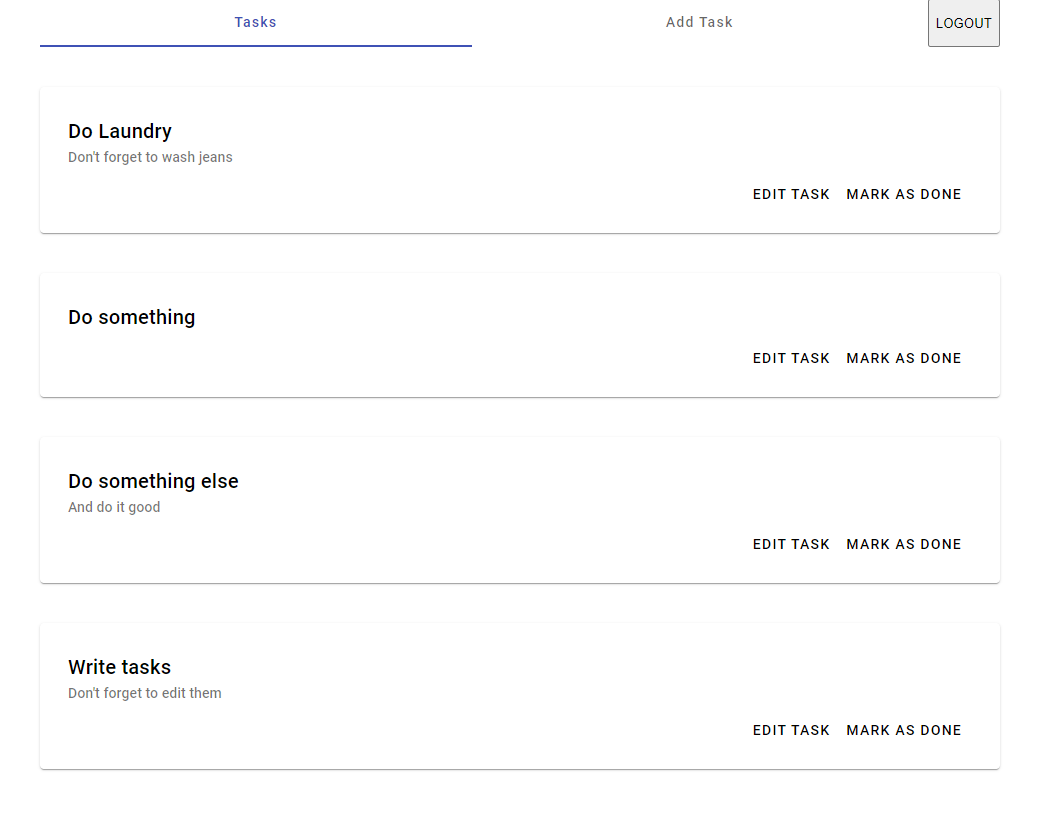 Tasks Add Task LOGOUT
Do Laundry
Don't forget to wash jeans
EDIT TASK MARK AS DONE
Do something
EDIT TASK MARK AS DONE
Do something else
And do it good
EDIT TASK MARK AS DONE
Write tasks
Don't forget to edit them
EDIT TASK MARK AS DONE